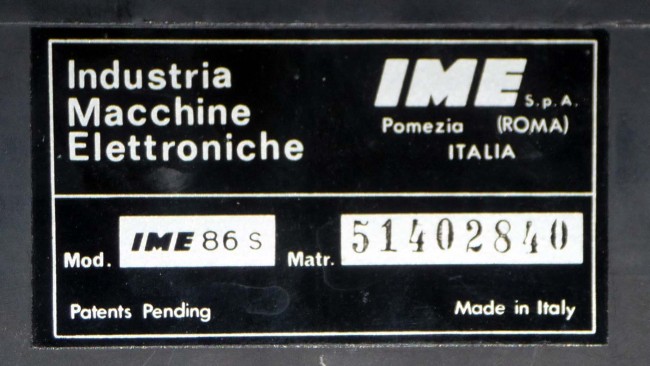 Industria
Macchine
Elettroniche
IME S.p.A.
Pomezia (ROMA)
ITALIA
Mod. IME 86 S Matr. 51402840
Patents Pending Made in Italy